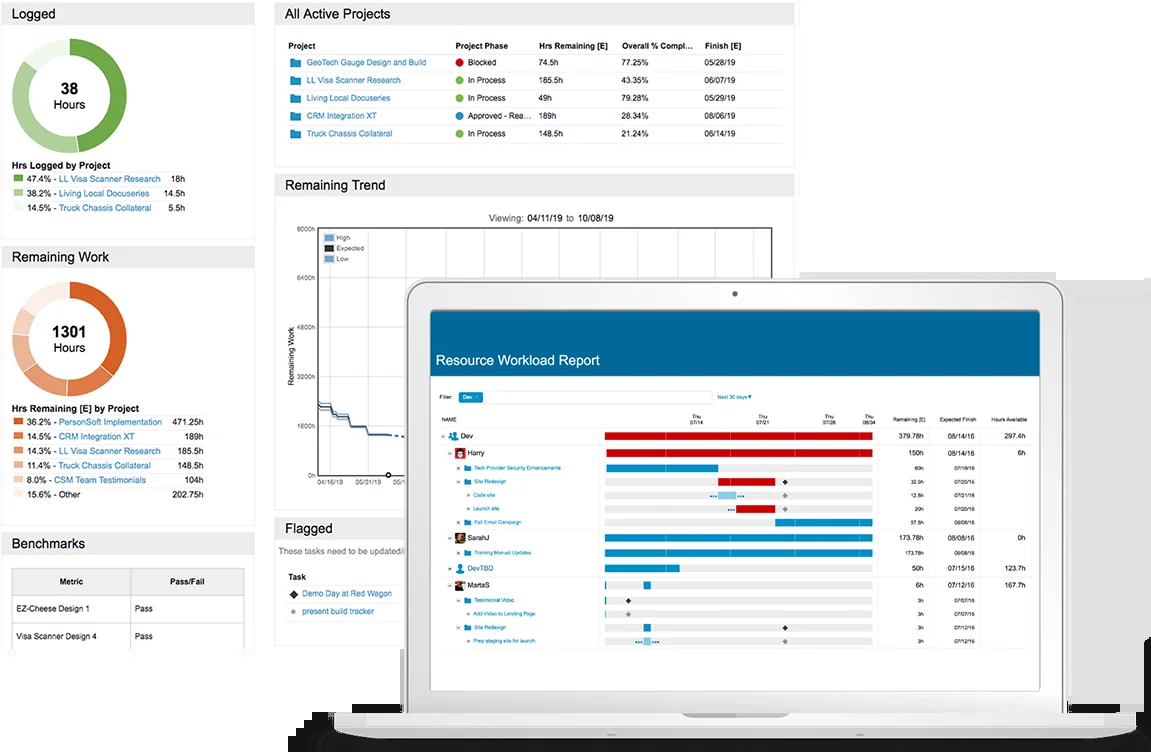 Logged
38
Hours
Hrs Logged by Project
47.4% - LL Visa Scanner Research 18h
38.2% - Living Local Docuseries 14.5h
14.5% - Truck Chassis Collateral 5.5h
Remaining Work
1301
Hours
Hrs Remaining [E] by Project
36.2% - PersonSoft Implementation 471.25h
14.5% - CRM Integration XT 189h
14.3% - LL Visa Scanner Research 185.5h
11.4% - Truck Chassis Collateral 148.5h
8.0% - CSM Team Testimonials 104h
15.6% - Other 202.75h
Benchmarks
Metric Pass/Fail
EZ-Cheese Design 1 Pass
Visa Scanner Design 4 Pass
All Active Projects
Project Project Phase Hrs Remaining [E] Overall % Compl... Finish [E]
GeoTech Gauge Design and Build Blocked 74.5h 77.25% 05/28/19
LL Visa Scanner Research In Process 185.5h 43.35% 06/07/19
Living Local Docuseries In Process 49h 79.28% 05/29/19
CRM Integration XT Approved - Rea... 189h 28.34% 08/06/19
Truck Chassis Collateral In Process 148.5h 21.24% 06/14/19
Remaining Trend
Viewing: 04/11/19 to 10/08/19
High
Expected
Low
Remaining Work
8000h
6400h
4800h
3200h
1600h
0h
04/16/19 05/01/19 05/1
Flagged
These tasks need to be updated/
Task
Demo Day at Red Wagon
present build tracker
Resource Workload Report
Filter: Dev × Next 30 days ▾
NAME Thu 07/14 Thu 07/21 Thu 07/28 Thu 08/04 Remaining [E] Expected Finish Hours Available
Dev 379.78h 08/14/16 297.4h
Harry 150h 08/14/16 6h
Tech Provider Security Enhancements 60h 07/19/16
Site Redesign 32.5h 07/25/16
Code site 12.5h 07/21/16
Launch site 20h 07/25/16
Fall Email Campaign 57.5h 08/08/16
SarahJ 173.78h 08/08/16 0h
Training Manual Updates 173.78h 08/08/16
DevTBD 50h 07/15/16 123.7h
MartaS 6h 07/12/16 167.7h
Testimonial Video 3h 07/07/16
Add Video to Landing Page 3h 07/07/16
Site Redesign 3h 07/12/16
Prep staging site for launch 3h 07/12/16